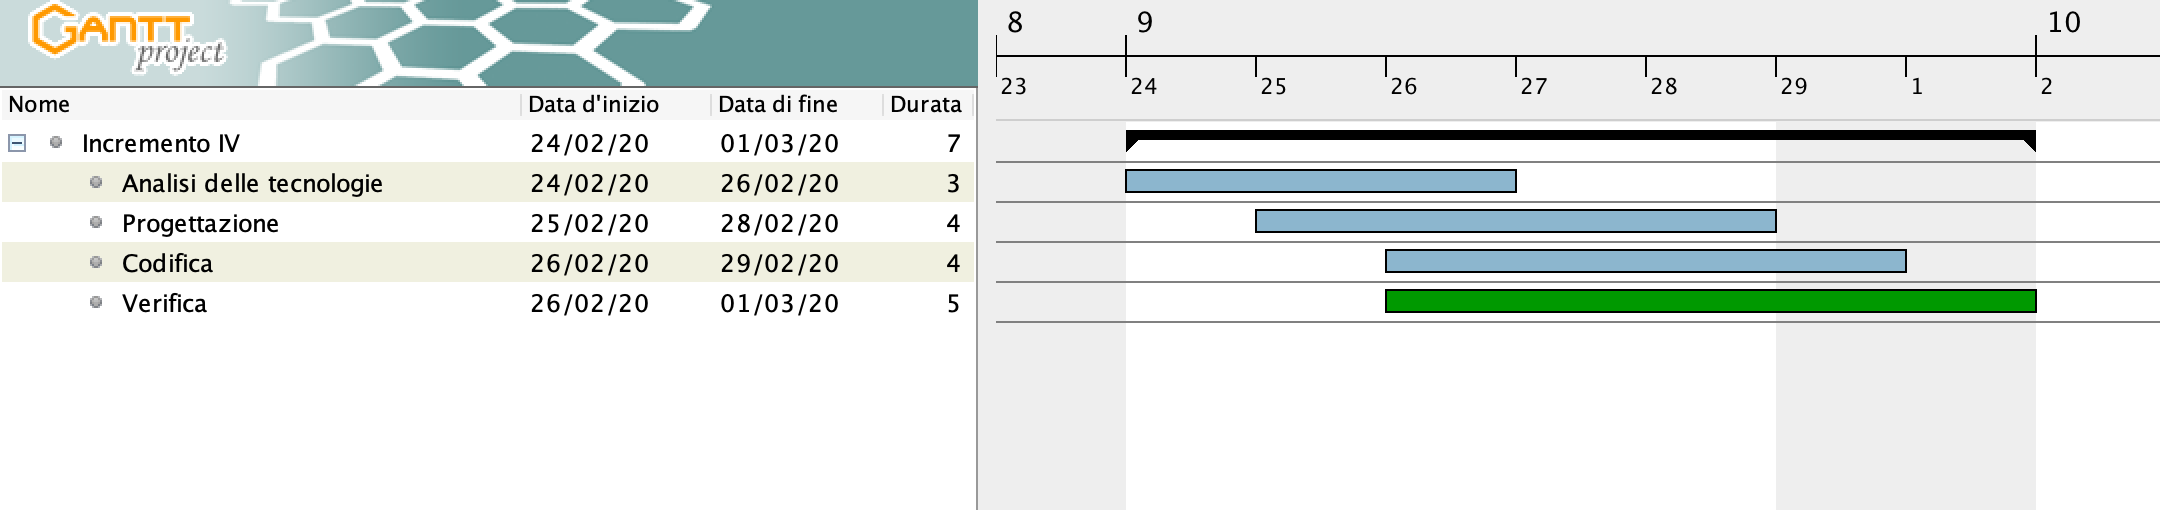 GANTT
project
8 9 10
23 24 25 26 27 28 29 1 2
Nome Data d'inizio Data di fine Durata
Incremento IV 24/02/20 01/03/20 7
Analisi delle tecnologie 24/02/20 26/02/20 3
Progettazione 25/02/20 28/02/20 4
Codifica 26/02/20 29/02/20 4
Verifica 26/02/20 01/03/20 5